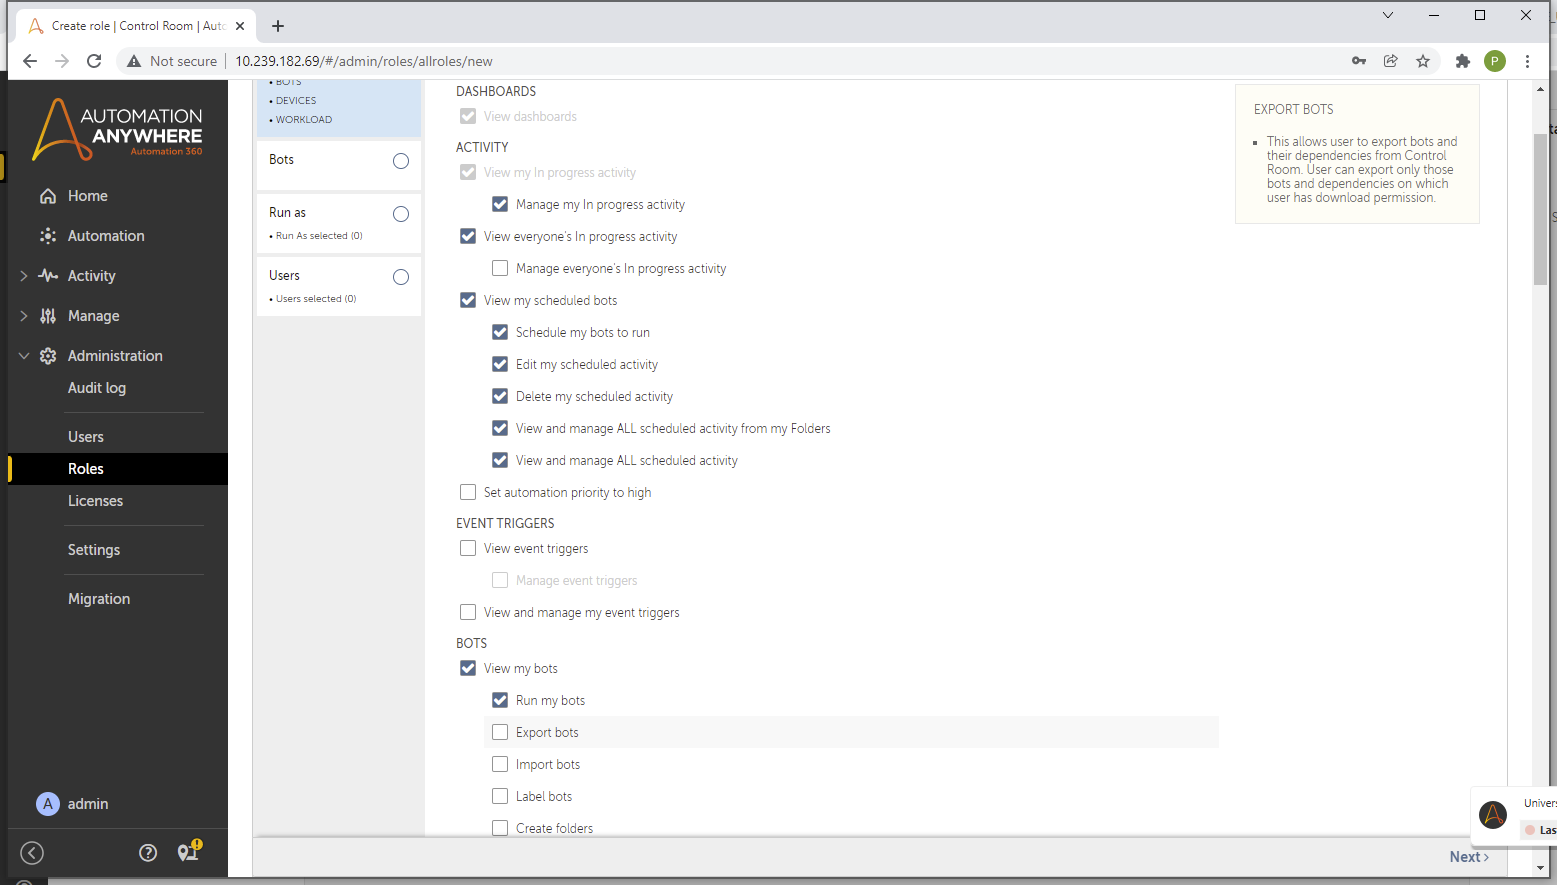 Create role | Control Room | Auto
Not secure
10.239.182.69/#/admin/roles/allroles/new
P
AUTOMATION
ANYWHERE
Automation 360
Home
Automation
Activity
Manage
Administration
Audit log
Users
Roles
Licenses
Settings
Migration
A
admin
• BOTS
• DEVICES
• WORKLOAD
Bots
Run as
• Run As selected (0)
Users
• Users selected (0)
DASHBOARDS
View dashboards
ACTIVITY
View my In progress activity
Manage my In progress activity
View everyone's In progress activity
Manage everyone's In progress activity
View my scheduled bots
Schedule my bots to run
Edit my scheduled activity
Delete my scheduled activity
View and manage ALL scheduled activity from my Folders
View and manage ALL scheduled activity
Set automation priority to high
EVENT TRIGGERS
View event triggers
Manage event triggers
View and manage my event triggers
BOTS
View my bots
Run my bots
Export bots
Import bots
Label bots
Create folders
EXPORT BOTS
▪ This allows user to export bots and
their dependencies from Control
Room. User can export only those
bots and dependencies on which
user has download permission.
Univers
Las
Next >